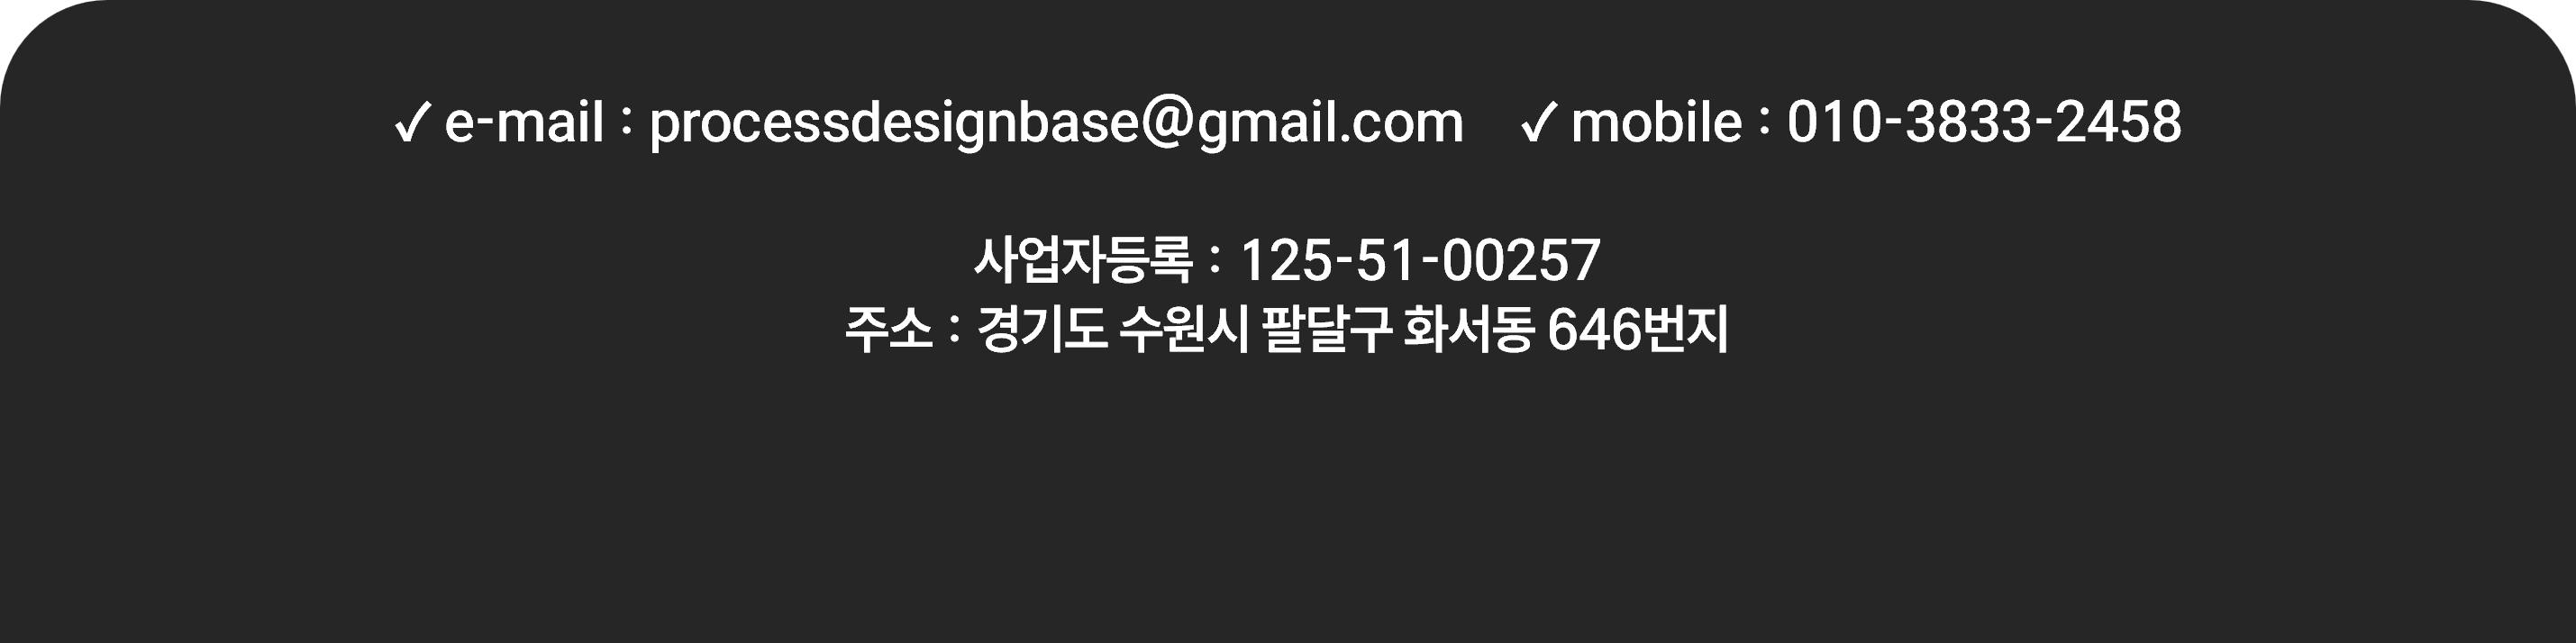 ✓ e-mail : processdesignbase@gmail.com ✓ mobile : 010-3833-2458
사업자등록 : 125-51-00257
주소 : 경기도 수원시 팔달구 화서동 646번지